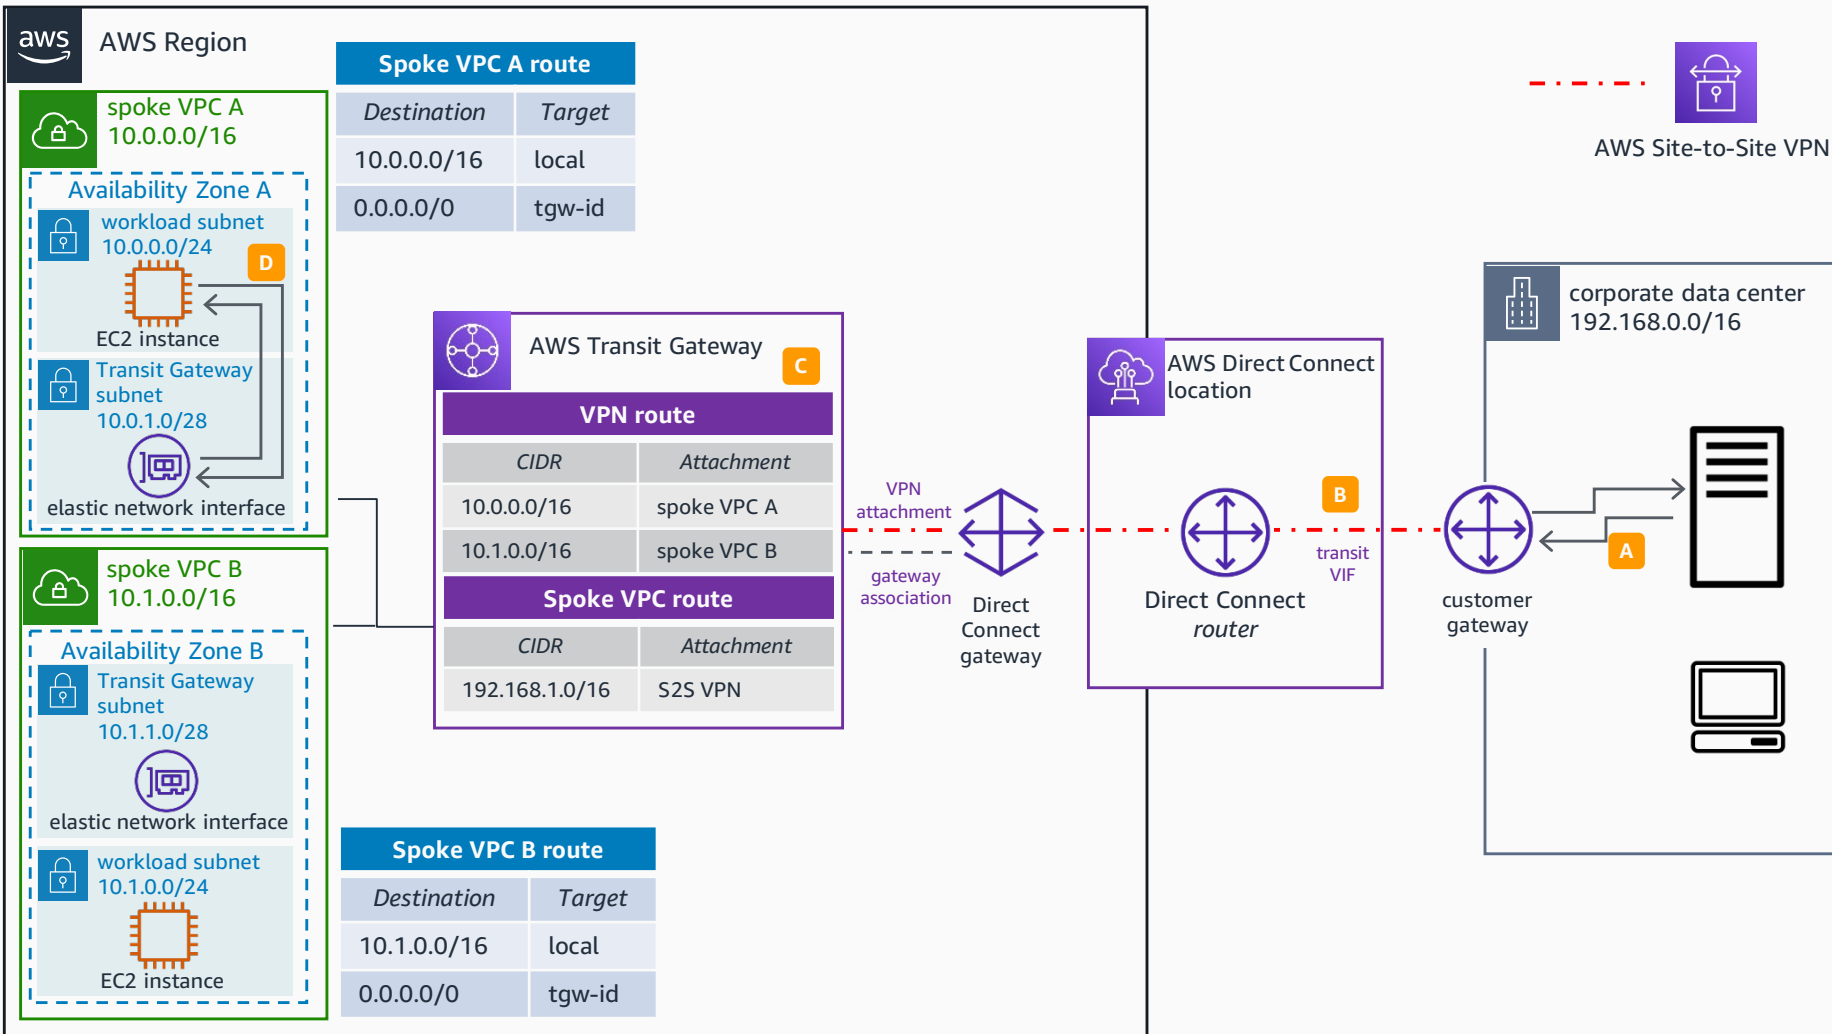 aws
AWS Region
Spoke VPC A route
Destination Target
10.0.0.0/16 local
0.0.0.0/0 tgw-id
spoke VPC A
10.0.0.0/16
Availability Zone A
workload subnet
10.0.0.0/24
D
EC2 instance
Transit Gateway
subnet
10.0.1.0/28
elastic network interface
spoke VPC B
10.1.0.0/16
Availability Zone B
Transit Gateway
subnet
10.1.1.0/28
elastic network interface
workload subnet
10.1.0.0/24
EC2 instance
Spoke VPC B route
Destination Target
10.1.0.0/16 local
0.0.0.0/0 tgw-id
AWS Transit Gateway
C
VPN route
CIDR Attachment
10.0.0.0/16 spoke VPC A
10.1.0.0/16 spoke VPC B
Spoke VPC route
CIDR Attachment
192.168.1.0/16 S2S VPN
VPN
attachment
gateway
association
Direct
Connect
gateway
AWS Direct Connect
location
Direct Connect
router
B
transit
VIF
AWS Site-to-Site VPN
corporate data center
192.168.0.0/16
A
customer
gateway